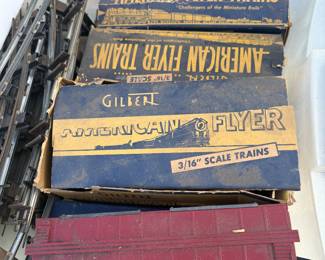 "Challengers of the Miniature Rails"
AMERICAN FLYER TRAINS
3/16" SCALE
GILBERT
AMERICAN FLYER
3/16" SCALE TRAINS